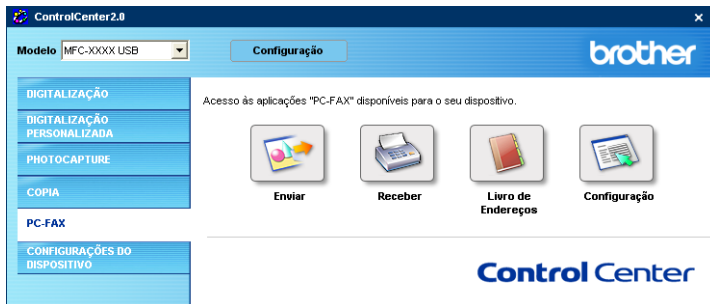 ControlCenter2.0
Modelo MFC-XXXX USB
Configuração
brother
DIGITALIZAÇÃO
DIGITALIZAÇÃO
PERSONALIZADA
PHOTOCAPTURE
COPIA
PC-FAX
CONFIGURAÇÕES DO
DISPOSITIVO
Acesso às aplicações "PC-FAX" disponíveis para o seu dispositivo.
Enviar
Receber
Livro de
Endereços
Configuração
Control Center